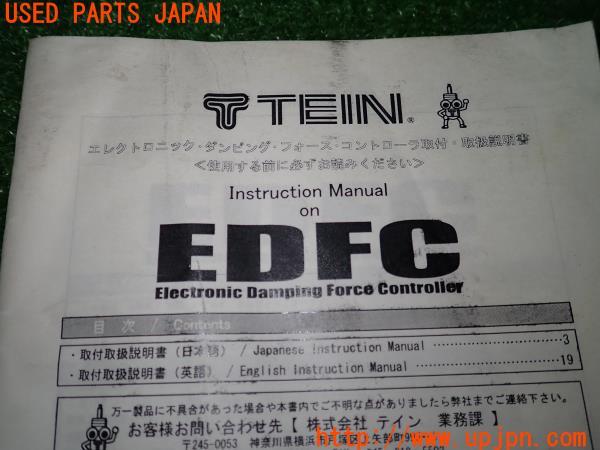 USED PARTS JAPAN
TEIN®
エレクトロニック・ダンピング・フォース・コントローラ取付・取扱説明書
＜使用する前に必ずお読みください＞
Instruction Manual
on
EDFC
Electronic Damping Force Controller
目 次 / Contents
・取付取扱説明書（日本語） / Japanese Instruction Manual ………………3
・取付取扱説明書（英語） / English Instruction Manual ………………19
万一製品に不具合があった場合や本書内でご不明な点がありましたら弊社までご連絡下さい。
お客様お問い合わせ先【 株式会社 テイン 業務課 】
〒245-0053 神奈川県横浜市戸塚区上矢部町
http://www.upjpn.com